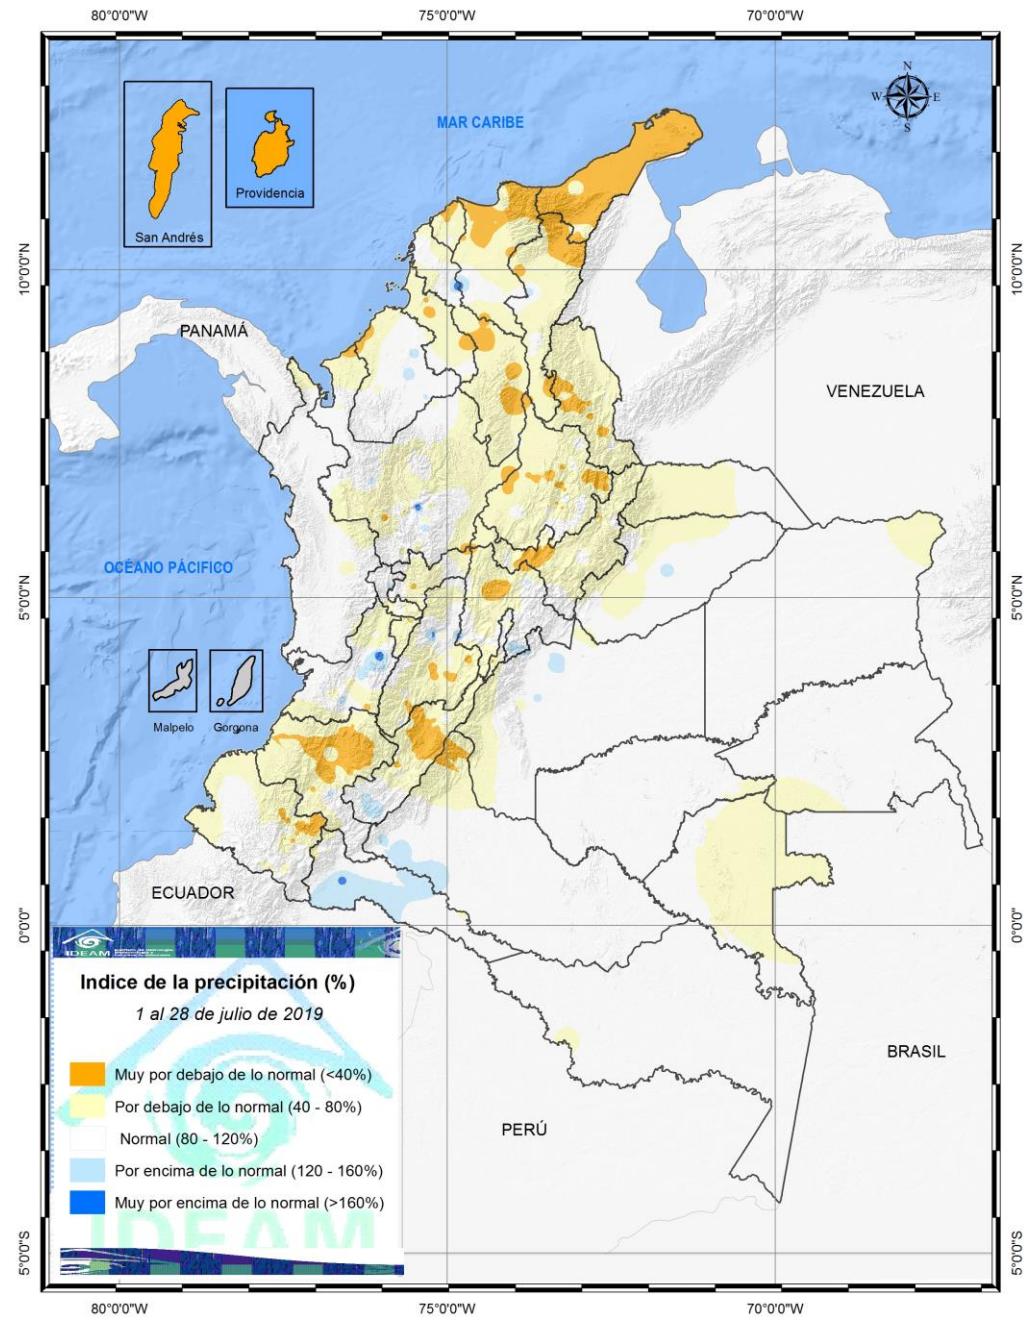 80°0'0"W 75°0'0"W 70°0'0"W
N
W E
S
MAR CARIBE
Providencia
San Andrés
10°0'0"N 10°0'0"N
PANAMÁ
VENEZUELA
OCÉANO PÁCIFICO
5°0'0"N 5°0'0"N
Malpelo Gorgona
ECUADOR
0°0'0" 0°0'0"
IDEAM
Indice de la precipitación (%)
1 al 28 de julio de 2019
BRASIL
Muy por debajo de lo normal (<40%)
Por debajo de lo normal (40 - 80%)
PERÚ
Normal (80 - 120%)
Por encima de lo normal (120 - 160%)
Muy por encima de lo normal (>160%)
IDEAM
5°0'0"S 5°0'0"S
80°0'0"W 75°0'0"W 70°0'0"W